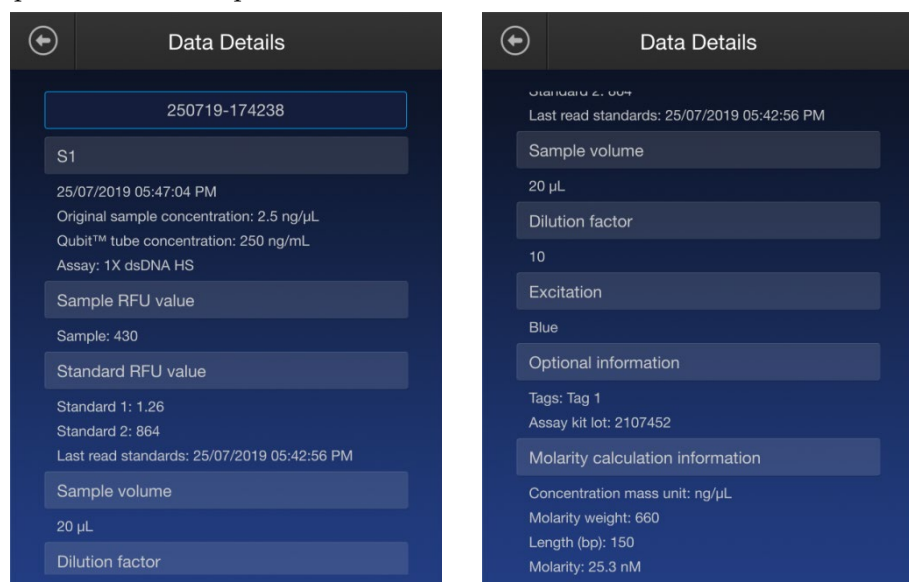 Data Details
250719-174238
S1
25/07/2019 05:47:04 PM
Original sample concentration: 2.5 ng/µL
Qubit™ tube concentration: 250 ng/mL
Assay: 1X dsDNA HS
Sample RFU value
Sample: 430
Standard RFU value
Standard 1: 1.26
Standard 2: 864
Last read standards: 25/07/2019 05:42:56 PM
Sample volume
20 µL
Dilution factor
Data Details
Standard 2: 864
Last read standards: 25/07/2019 05:42:56 PM
Sample volume
20 µL
Dilution factor
10
Excitation
Blue
Optional information
Tags: Tag 1
Assay kit lot: 2107452
Molarity calculation information
Concentration mass unit: ng/µL
Molarity weight: 660
Length (bp): 150
Molarity: 25.3 nM